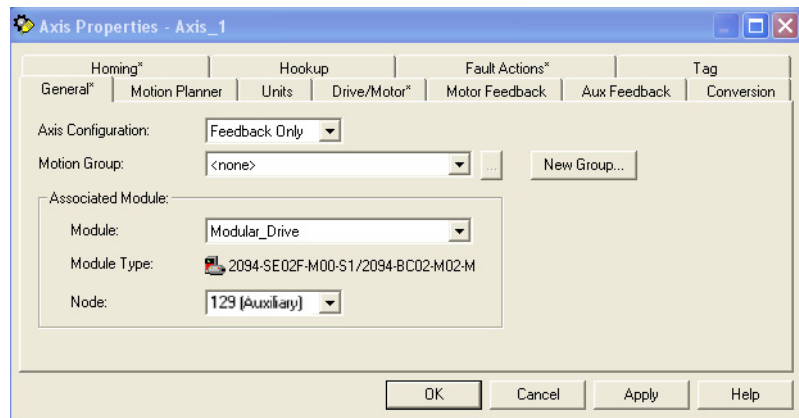 Axis Properties - Axis_1
Homing* Hookup Fault Actions* Tag
General* Motion Planner Units Drive/Motor* Motor Feedback Aux Feedback Conversion
Axis Configuration: Feedback Only
Motion Group: <none> ... New Group...
Associated Module:
Module: Modular_Drive
Module Type: 2094-SE02F-M00-S1/2094-BC02-M02-M
Node: 129 (Auxiliary)
OK Cancel Apply Help